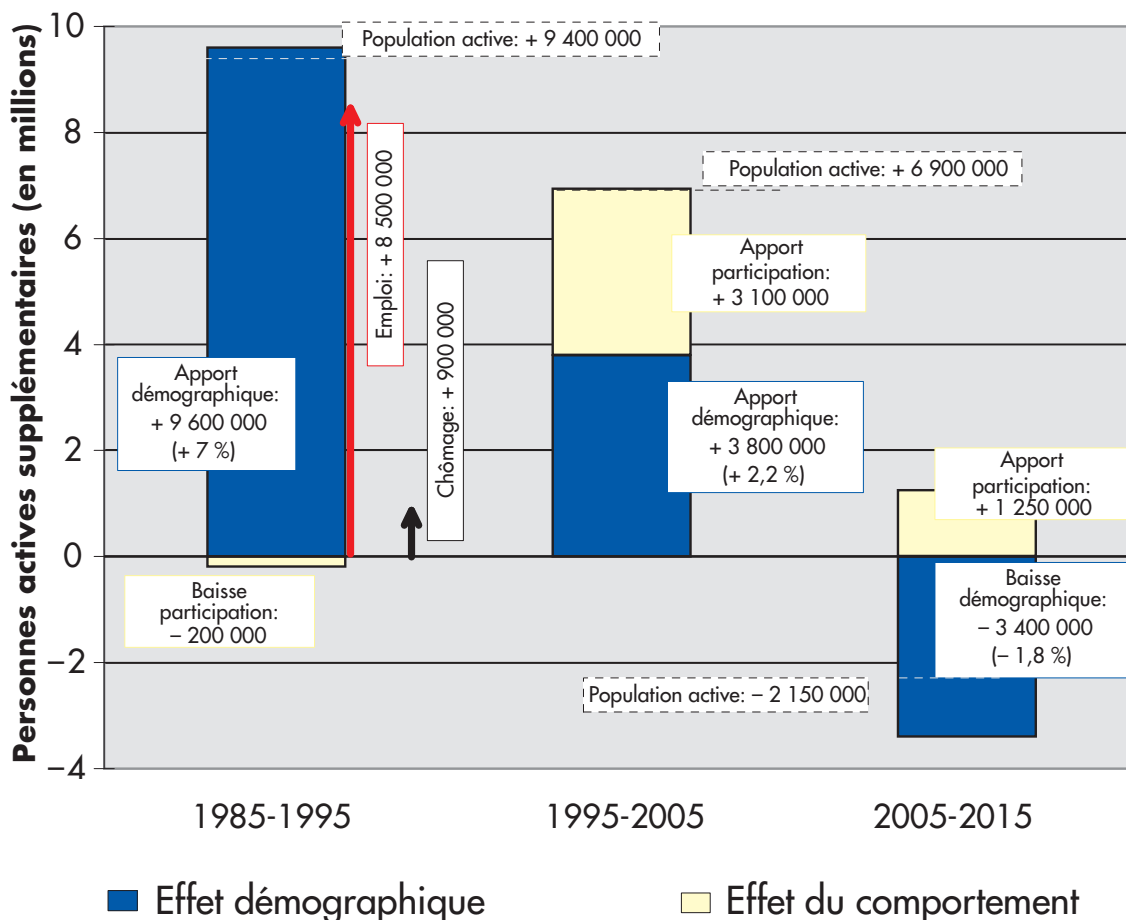 Personnes actives supplémentaires (en millions)
10
8
6
4
2
0
−2
−4
Population active: + 9 400 000
Emploi: + 8 500 000
Chômage: + 900 000
Apport
démographique:
+ 9 600 000
(+ 7 %)
Baisse
participation:
− 200 000
Population active: + 6 900 000
Apport
participation:
+ 3 100 000
Apport
démographique:
+ 3 800 000
(+ 2,2 %)
Apport
participation:
+ 1 250 000
Baisse
démographique:
− 3 400 000
(− 1,8 %)
Population active: − 2 150 000
1985-1995
1995-2005
2005-2015
Effet démographique
Effet du comportement